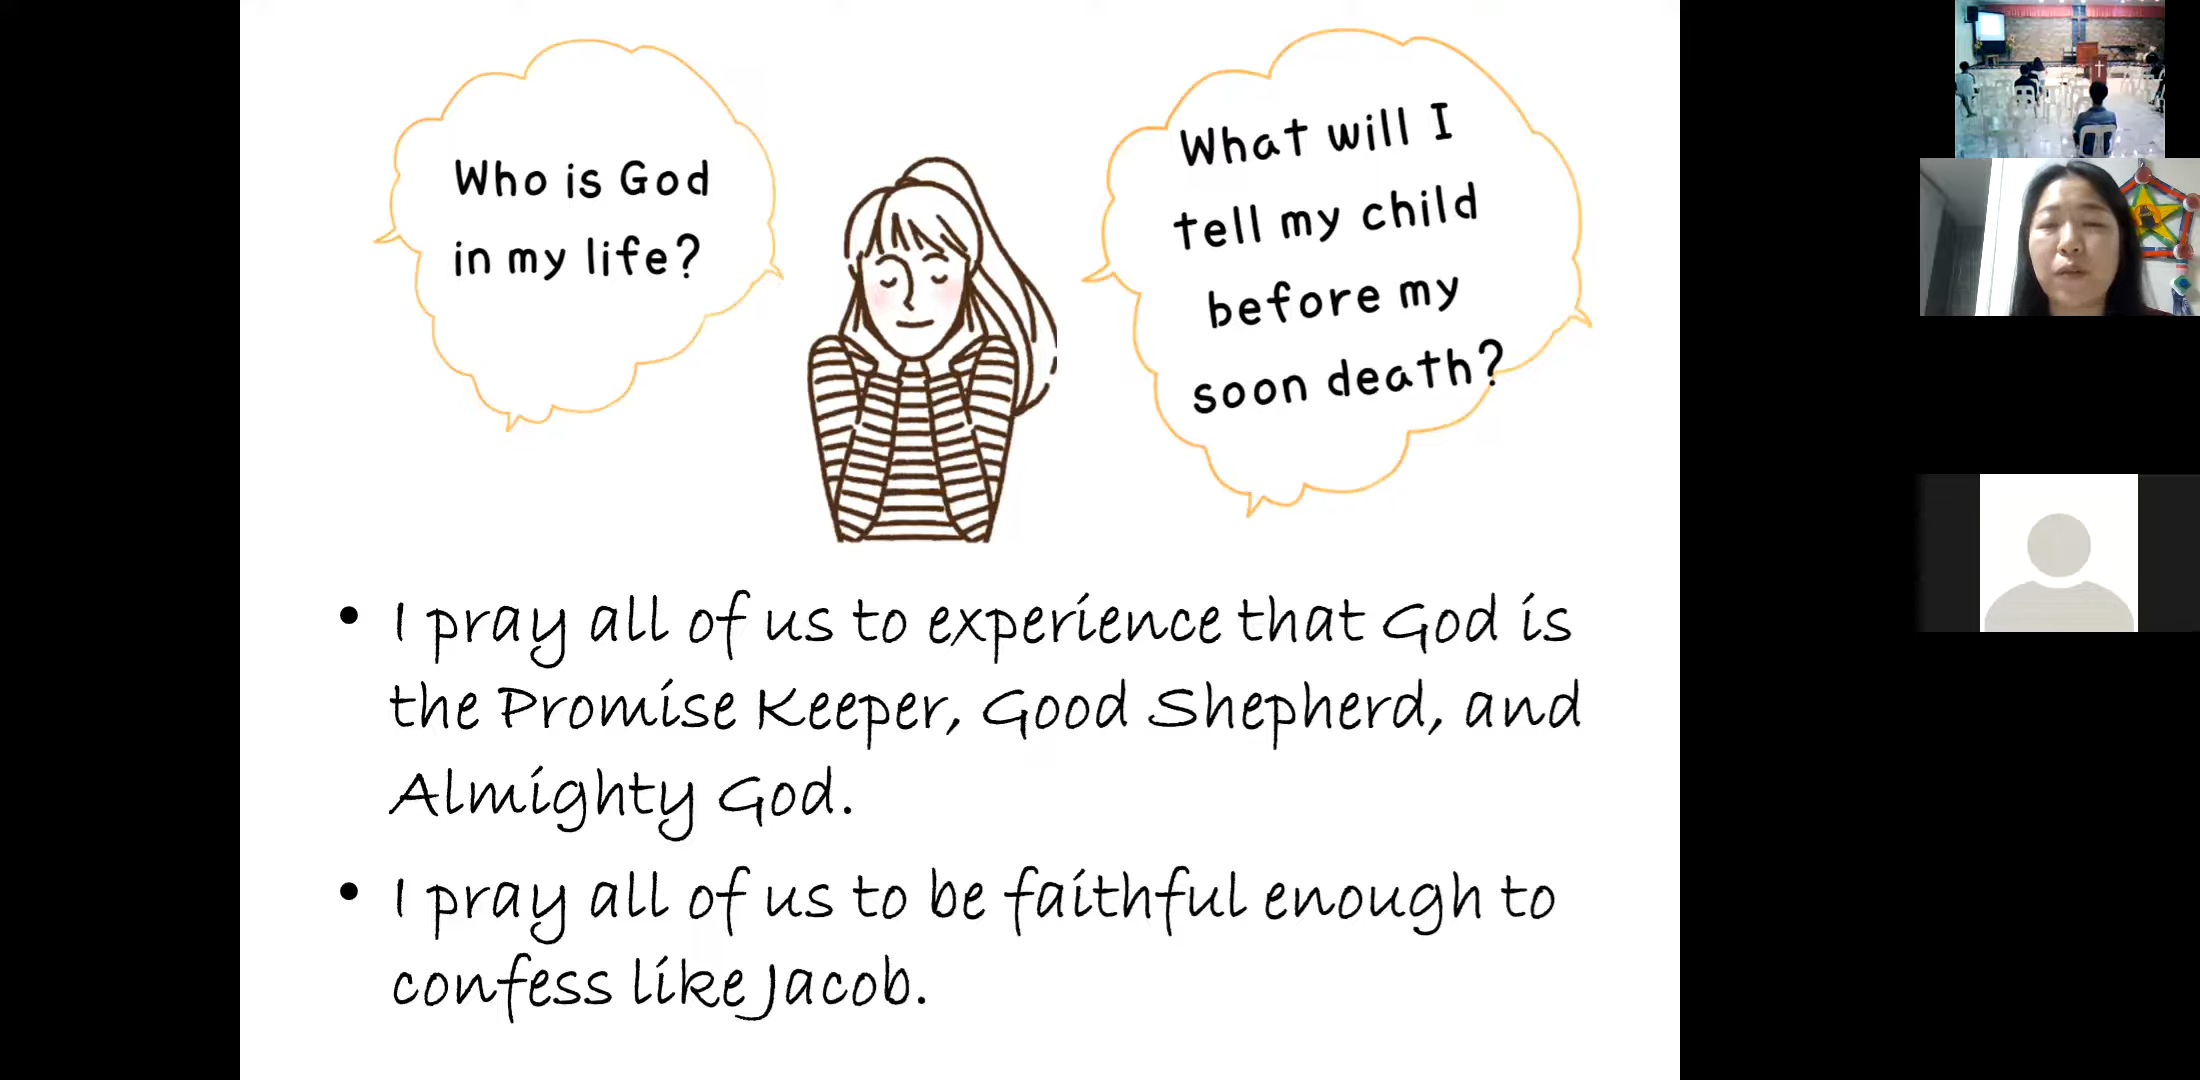 Who is God
in my life?
What will I
tell my child
before my
soon death?
• I pray all of us to experience that God is
the Promise Keeper, Good Shepherd, and
Almighty God.
• I pray all of us to be faithful enough to
confess like Jacob.